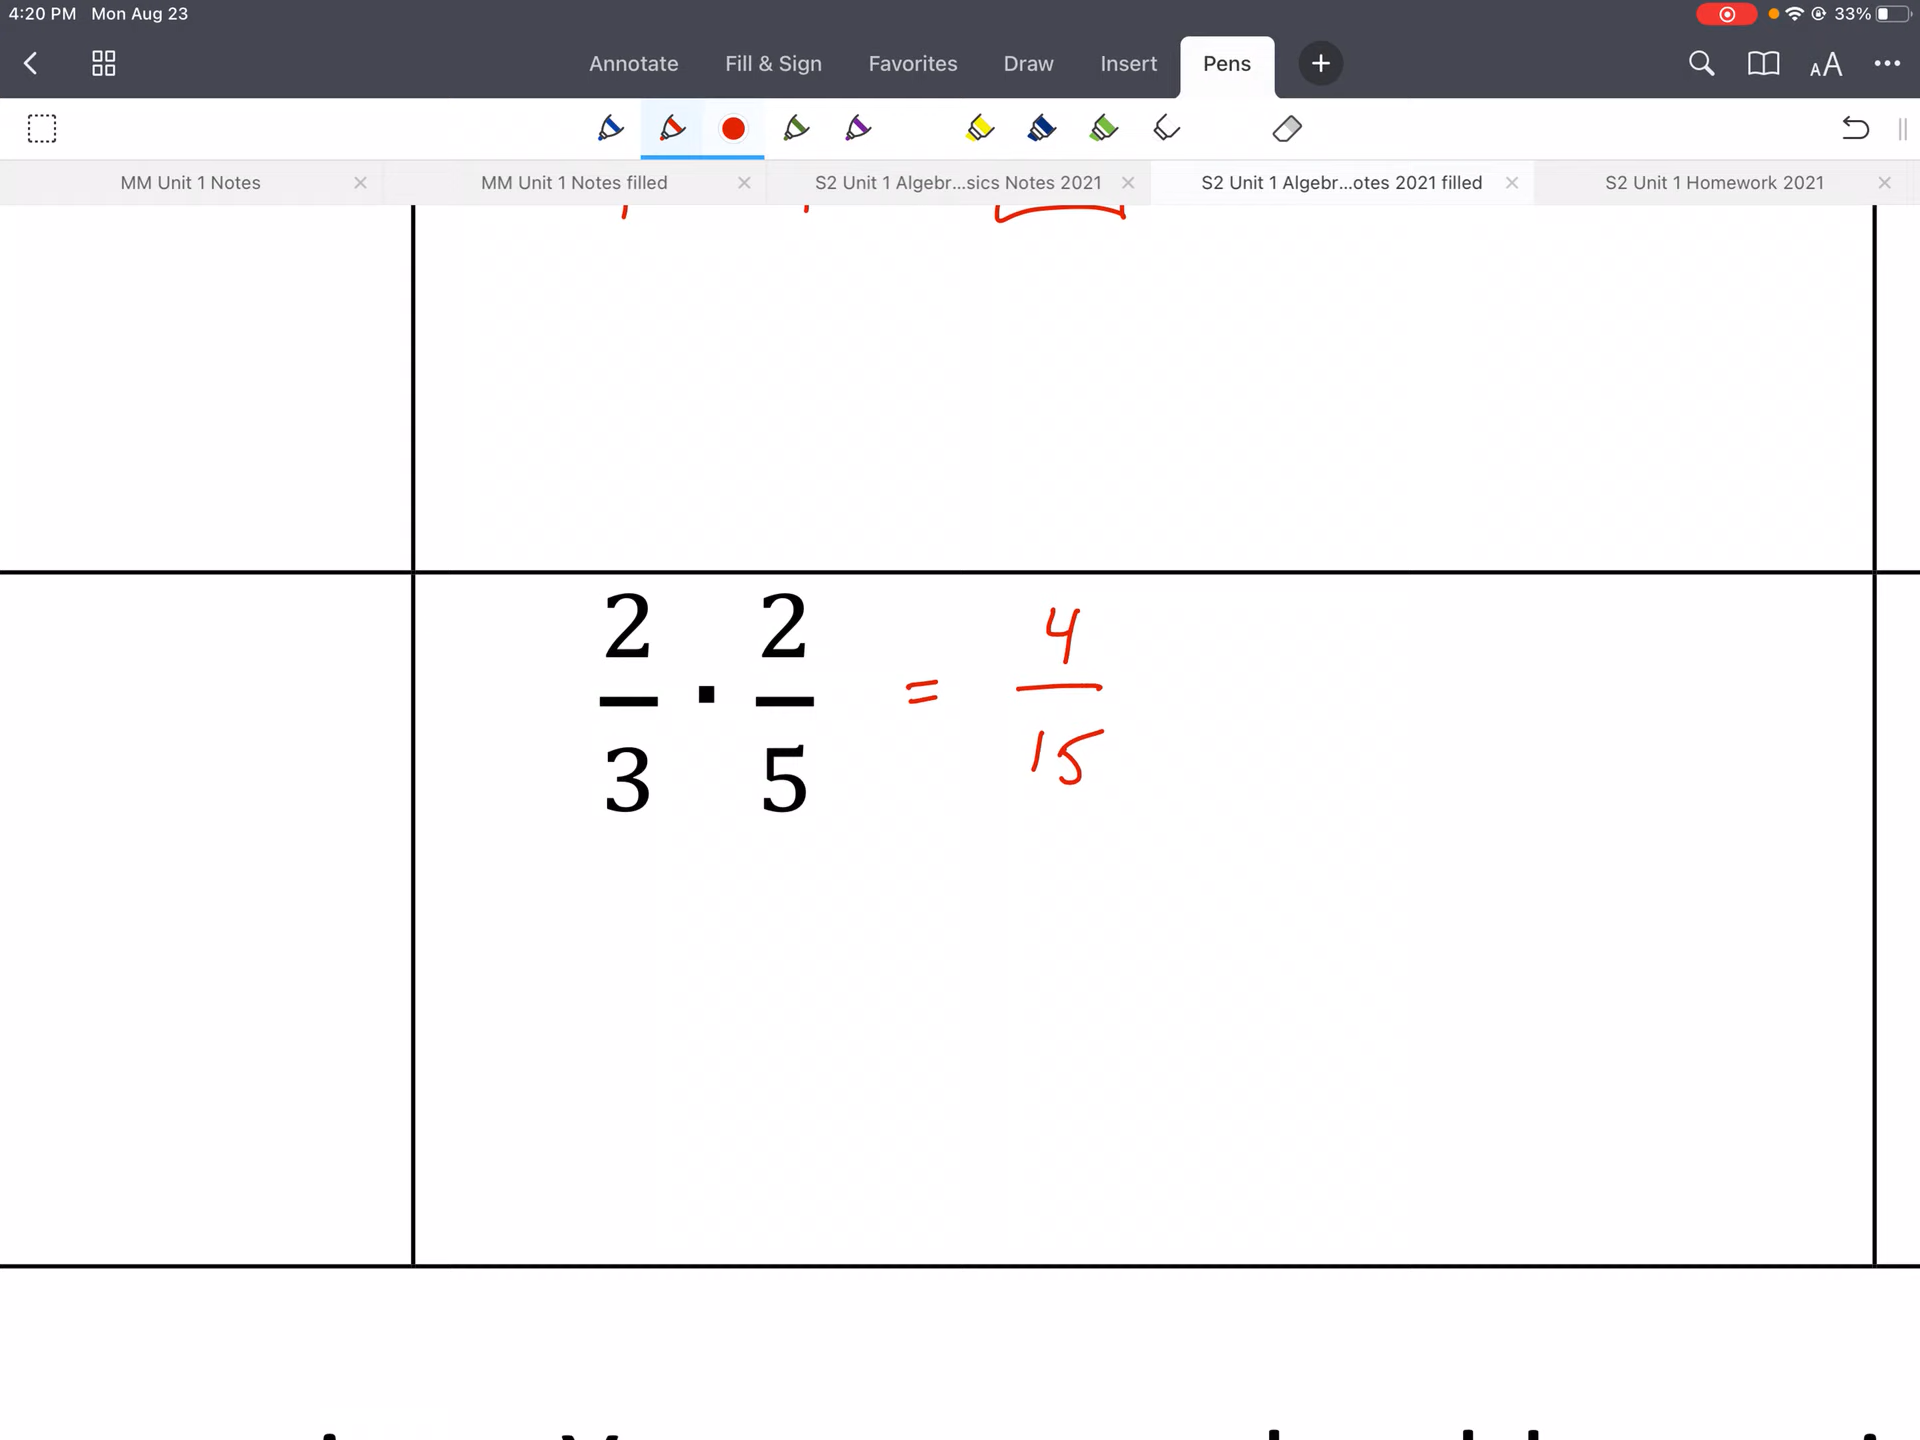 4:20 PM Mon Aug 23 33%
Annotate Fill & Sign Favorites Draw Insert Pens + AA
MM Unit 1 Notes MM Unit 1 Notes filled S2 Unit 1 Algebr...sics Notes 2021 S2 Unit 1 Algebr...otes 2021 filled S2 Unit 1 Homework 2021
2/3 · 2/5 = 4/15